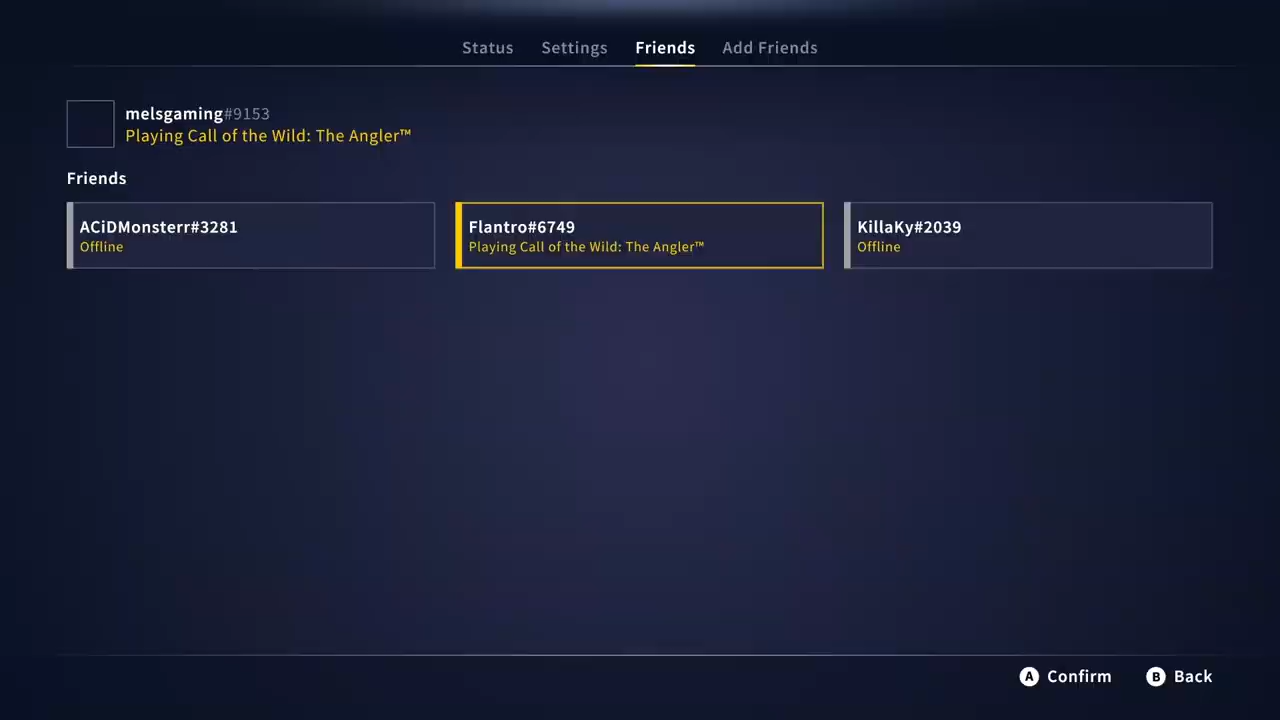 Status Settings Friends Add Friends
melsgaming#9153
Playing Call of the Wild: The Angler™
Friends
ACiDMonsterr#3281
Offline
Flantro#6749
Playing Call of the Wild: The Angler™
KillaKy#2039
Offline
A Confirm B Back